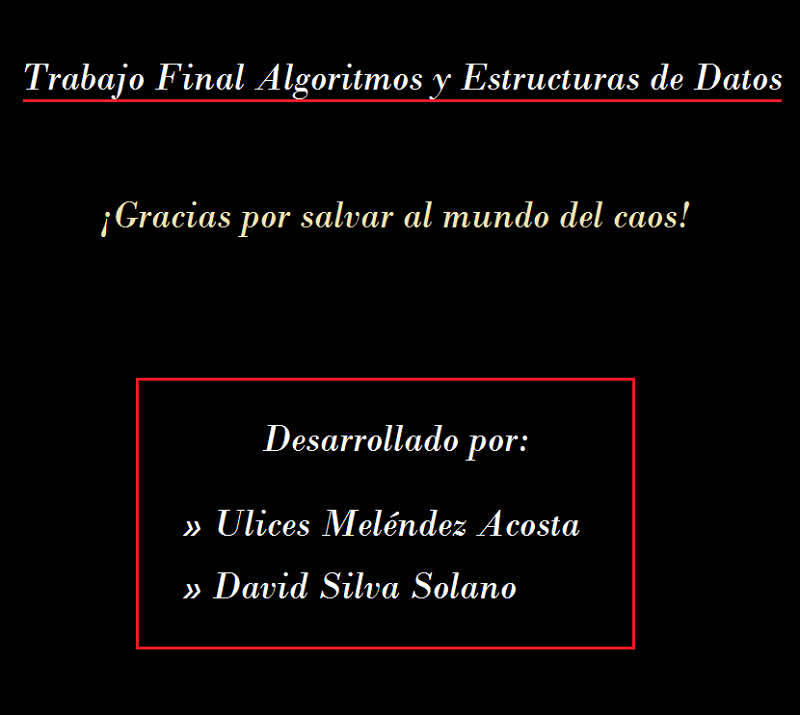 Trabajo Final Algoritmos y Estructuras de Datos
¡Gracias por salvar al mundo del caos!
Desarrollado por:
» Ulices Meléndez Acosta
» David Silva Solano